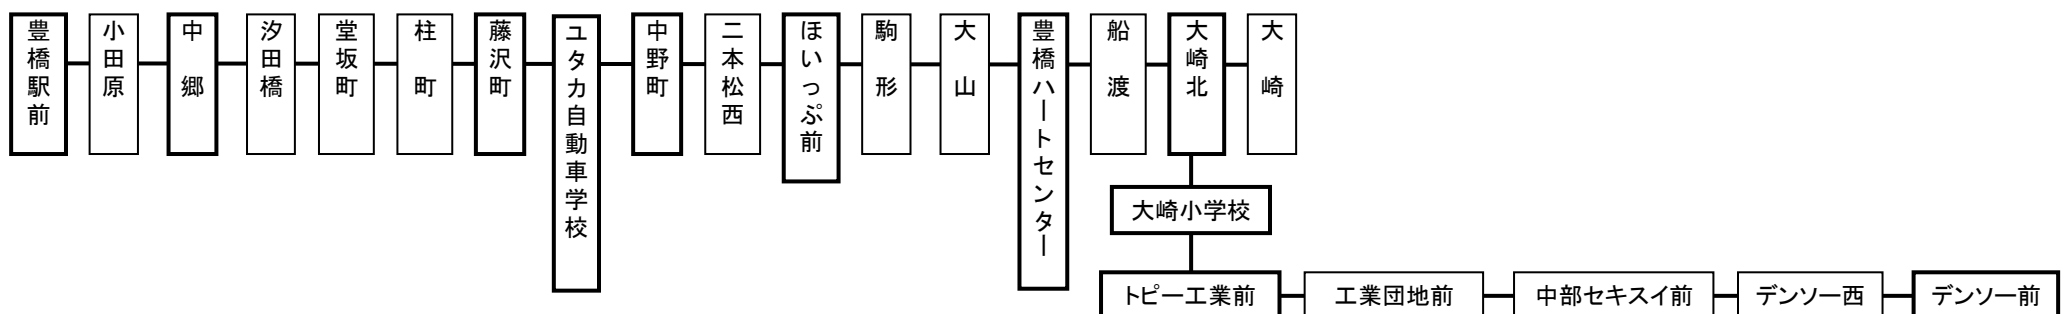 豊橋駅前
小田原
中郷
汐田橋
堂坂町
柱町
藤沢町
ユタカ自動車学校
中野町
二本松西
ほいっぷ前
駒形
大山
豊橋ハートセンター
船渡
大崎北
大崎
大崎小学校
トピー工業前
工業団地前
中部セキスイ前
デンソー西
デンソー前